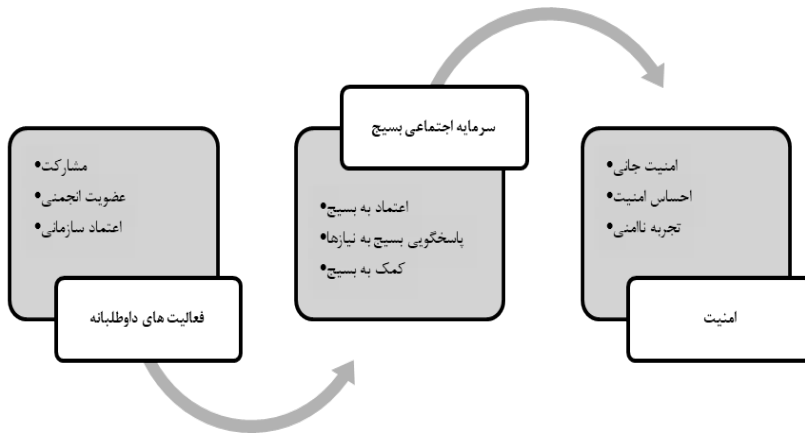 مشارکت•
عضویت انجمنی•
اعتماد سازمانی•
فعالیت های داوطلبانه
سرمایه اجتماعی بسیج
اعتماد به بسیج•
پاسخگویی بسیج به نیازها•
کمک به بسیج•
امنیت جانی•
احساس امنیت•
تجربه ناامنی•
امنیت